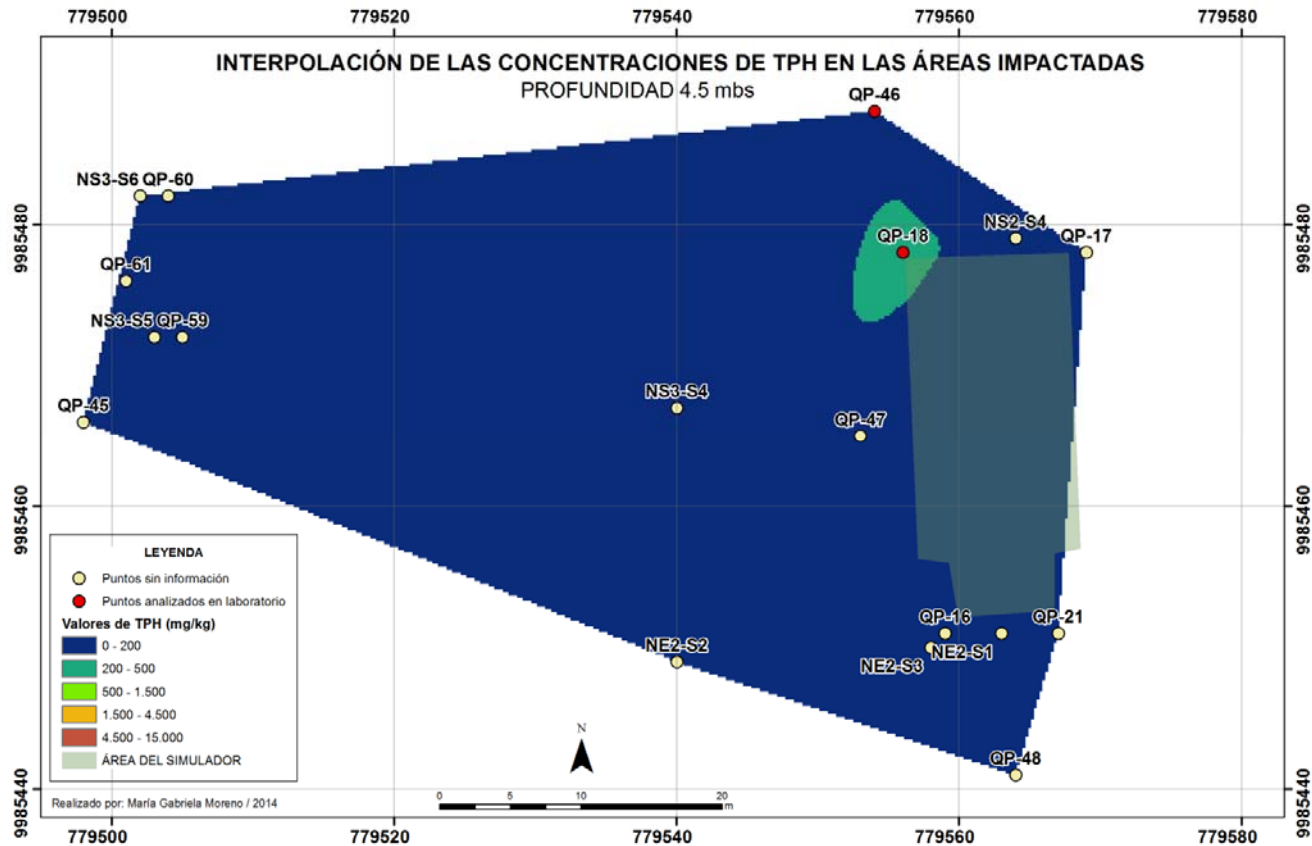 779500 779520 779540 779560 779580
INTERPOLACIÓN DE LAS CONCENTRACIONES DE TPH EN LAS ÁREAS IMPACTADAS
PROFUNDIDAD 4.5 mbs
QP-46
NS3-S6 QP-60
9985480 9985480
NS2-S4
QP-18 QP-17
QP-61
NS3-S5 QP-59
NS3-S4
QP-45
QP-47
9985460 9985460
LEYENDA
Puntos sin información
Puntos analizados en laboratorio
Valores de TPH (mg/kg)
0 - 200
200 - 500
500 - 1.500
1.500 - 4.500
4.500 - 15.000
ÁREA DEL SIMULADOR
QP-16 QP-21
NE2-S2
NE2-S1
NE2-S3
N
QP-48
9985440 9985440
Realizado por: María Gabriela Moreno / 2014
0 5 10 20
m
779500 779520 779540 779560 779580